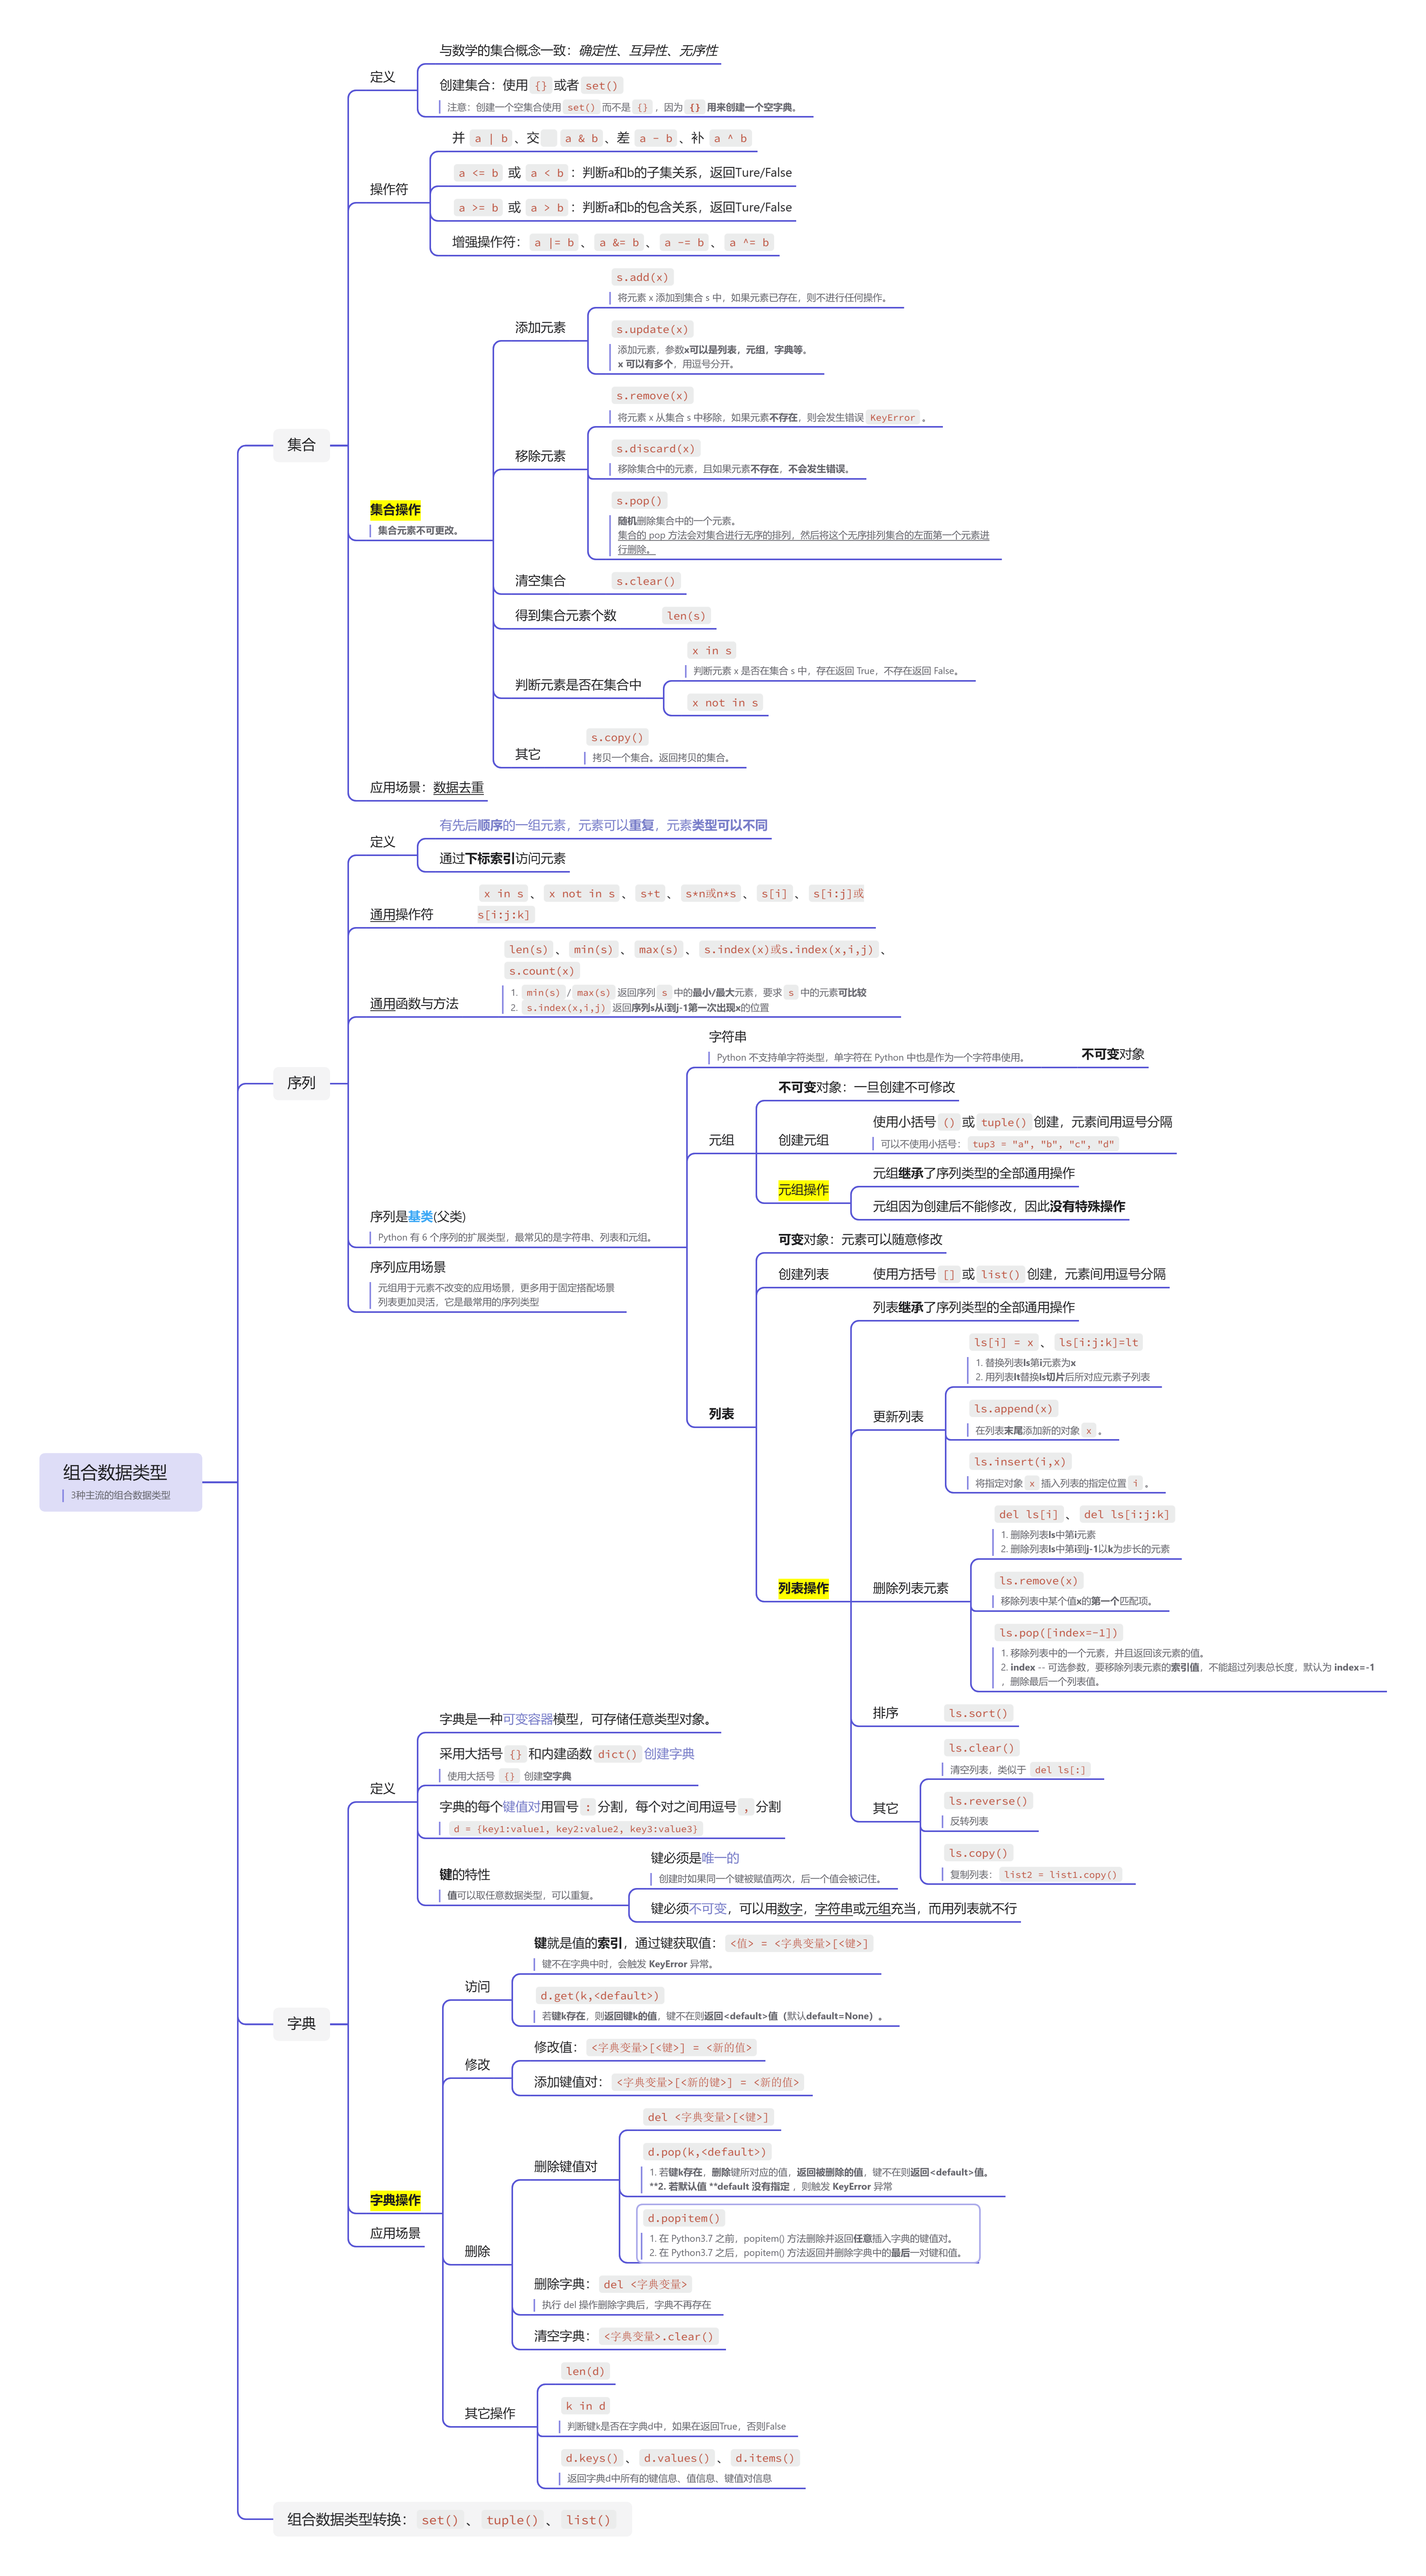 组合数据类型
3种主流的组合数据类型
集合
定义
与数学的集合概念一致：确定性、互异性、无序性
创建集合：使用 {} 或者 set()
注意：创建一个空集合使用 set() 而不是 {} ，因为 {} 用来创建一个空字典。
操作符
并 a | b 、交 a & b 、差 a - b 、补 a ^ b
a <= b 或 a < b ：判断a和b的子集关系，返回Ture/False
a >= b 或 a > b ：判断a和b的包含关系，返回Ture/False
增强操作符： a |= b 、 a &= b 、 a -= b 、 a ^= b
集合操作
集合元素不可更改。
添加元素
s.add(x)
将元素 x 添加到集合 s 中，如果元素已存在，则不进行任何操作。
s.update(x)
添加元素，参数x可以是列表，元组，字典等。
x 可以有多个，用逗号分开。
移除元素
s.remove(x)
将元素 x 从集合 s 中移除，如果元素不存在，则会发生错误 KeyError 。
s.discard(x)
移除集合中的元素，且如果元素不存在，不会发生错误。
s.pop()
随机删除集合中的一个元素。
集合的 pop 方法会对集合进行无序的排列，然后将这个无序排列集合的左面第一个元素进
行删除。
清空集合
s.clear()
得到集合元素个数
len(s)
判断元素是否在集合中
x in s
判断元素 x 是否在集合 s 中，存在返回 True，不存在返回 False。
x not in s
其它
s.copy()
拷贝一个集合。返回拷贝的集合。
应用场景：数据去重
序列
定义
有先后顺序的一组元素，元素可以重复，元素类型可以不同
通过下标索引访问元素
通用操作符
x in s 、 x not in s 、 s+t 、 s*n或n*s 、 s[i] 、 s[i:j]或
s[i:j:k]
通用函数与方法
len(s) 、 min(s) 、 max(s) 、 s.index(x)或s.index(x,i,j) 、
s.count(x)
1. min(s) / max(s) 返回序列 s 中的最小/最大元素，要求 s 中的元素可比较
2. s.index(x,i,j) 返回序列s从i到j-1第一次出现x的位置
序列是基类(父类)
Python 有 6 个序列的扩展类型，最常见的是字符串、列表和元组。
字符串
Python 不支持单字符类型，单字符在 Python 中也是作为一个字符串使用。
不可变对象
元组
不可变对象：一旦创建不可修改
创建元组
使用小括号 () 或 tuple() 创建，元素间用逗号分隔
可以不使用小括号： tup3 = "a", "b", "c", "d"
元组操作
元组继承了序列类型的全部通用操作
元组因为创建后不能修改，因此没有特殊操作
列表
可变对象：元素可以随意修改
创建列表
使用方括号 [] 或 list() 创建，元素间用逗号分隔
列表操作
列表继承了序列类型的全部通用操作
更新列表
ls[i] = x 、 ls[i:j:k]=lt
1. 替换列表ls第i元素为x
2. 用列表lt替换ls切片后所对应元素子列表
ls.append(x)
在列表末尾添加新的对象 x 。
ls.insert(i,x)
将指定对象 x 插入列表的指定位置 i 。
删除列表元素
del ls[i] 、 del ls[i:j:k]
1. 删除列表ls中第i元素
2. 删除列表ls中第i到j-1以k为步长的元素
ls.remove(x)
移除列表中某个值x的第一个匹配项。
ls.pop([index=-1])
1. 移除列表中的一个元素，并且返回该元素的值。
2. index -- 可选参数，要移除列表元素的索引值，不能超过列表总长度，默认为 index=-1
，删除最后一个列表值。
排序
ls.sort()
其它
ls.clear()
清空列表，类似于 del ls[:]
ls.reverse()
反转列表
ls.copy()
复制列表： list2 = list1.copy()
序列应用场景
元组用于元素不改变的应用场景，更多用于固定搭配场景
列表更加灵活，它是最常用的序列类型
字典
定义
字典是一种可变容器模型，可存储任意类型对象。
采用大括号 {} 和内建函数 dict() 创建字典
使用大括号 {} 创建空字典
字典的每个键值对用冒号 : 分割，每个对之间用逗号 , 分割
d = {key1:value1, key2:value2, key3:value3}
键的特性
值可以取任意数据类型，可以重复。
键必须是唯一的
创建时如果同一个键被赋值两次，后一个值会被记住。
键必须不可变，可以用数字，字符串或元组充当，而用列表就不行
字典操作
访问
键就是值的索引，通过键获取值： <值> = <字典变量>[<键>]
键不在字典中时，会触发 KeyError 异常。
d.get(k,<default>)
若键k存在，则返回键k的值，键不在则返回<default>值（默认default=None）。
修改
修改值： <字典变量>[<键>] = <新的值>
添加键值对： <字典变量>[<新的键>] = <新的值>
删除
删除键值对
del <字典变量>[<键>]
d.pop(k,<default>)
1. 若键k存在，删除键所对应的值，返回被删除的值，键不在则返回<default>值。
**2. 若默认值 **default 没有指定 ，则触发 KeyError 异常
d.popitem()
1. 在 Python3.7 之前，popitem() 方法删除并返回任意插入字典的键值对。
2. 在 Python3.7 之后，popitem() 方法返回并删除字典中的最后一对键和值。
删除字典： del <字典变量>
执行 del 操作删除字典后，字典不再存在
清空字典： <字典变量>.clear()
其它操作
len(d)
k in d
判断键k是否在字典d中，如果在返回True，否则False
d.keys() 、 d.values() 、 d.items()
返回字典d中所有的键信息、值信息、键值对信息
应用场景
组合数据类型转换： set() 、 tuple() 、 list()